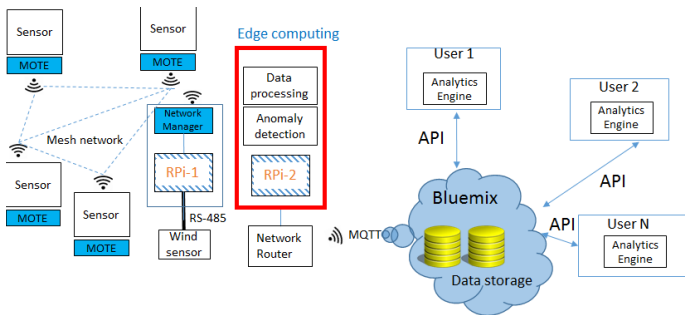 Sensor
MOTE
Sensor
MOTE
Mesh network
Sensor
MOTE
Sensor
MOTE
Network
Manager
RPi-1
RS-485
Wind
sensor
Edge computing
Data
processing
Anomaly
detection
RPi-2
Network
Router
MQTT
Bluemix
Data storage
User 1
Analytics
Engine
API
User 2
Analytics
Engine
API
User N
Analytics
Engine
API